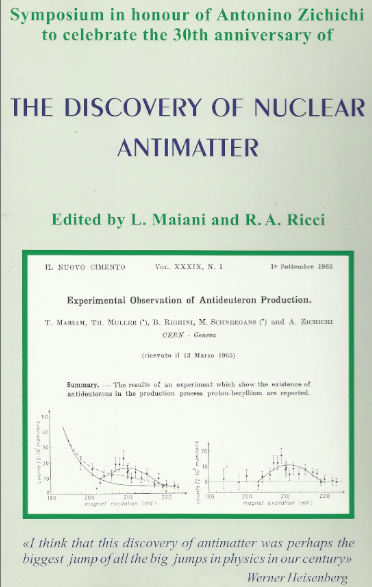 Symposium in honour of Antonino Zichichi
to celebrate the 30th anniversary of
THE DISCOVERY OF NUCLEAR
ANTIMATTER
Edited by L. Maiani and R. A. Ricci
IL NUOVO CIMENTO VOL. XXXIX, N. 1 1º Settembre 1965
Experimental Observation of Antideuteron Production.
T. MASSAM, TH. MULLER (*), B. RIGHINI, M. SCHNEEGANS (*) and A. ZICHICHI
CERN - Geneva
(ricevuto il 13 Marzo 1965)
Summary. — The results of an experiment which show the existence of
antideuterons in the production process proton-beryllium are reported.
50
40
30
20
10
0
190 200 210 220
magnet excitation (mV)
20
10
0
190 200 210 220
magnet excitation (mV)
«I think that this discovery of antimatter was perhaps the
biggest jump of all the big jumps in physics in our century»
Werner Heisenberg